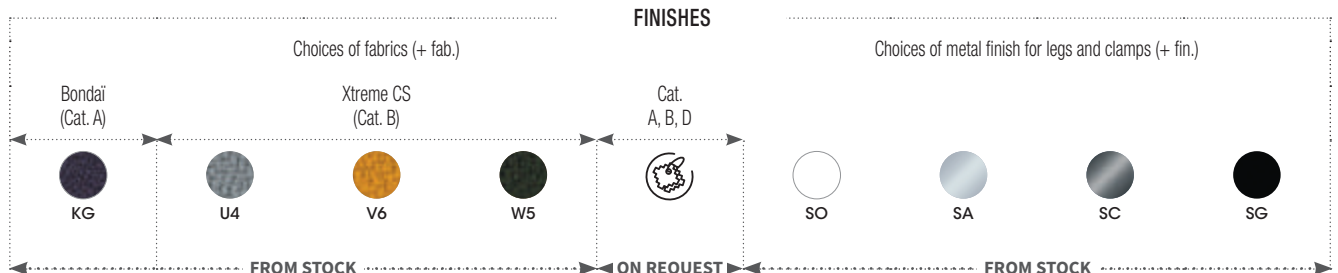 FINISHES
Choices of fabrics (+ fab.)
Choices of metal finish for legs and clamps (+ fin.)
Bondaï
(Cat. A)
Xtreme CS
(Cat. B)
Cat.
A, B, D
KG
U4
V6
W5
SO
SA
SC
SG
FROM STOCK
ON REQUEST
FROM STOCK